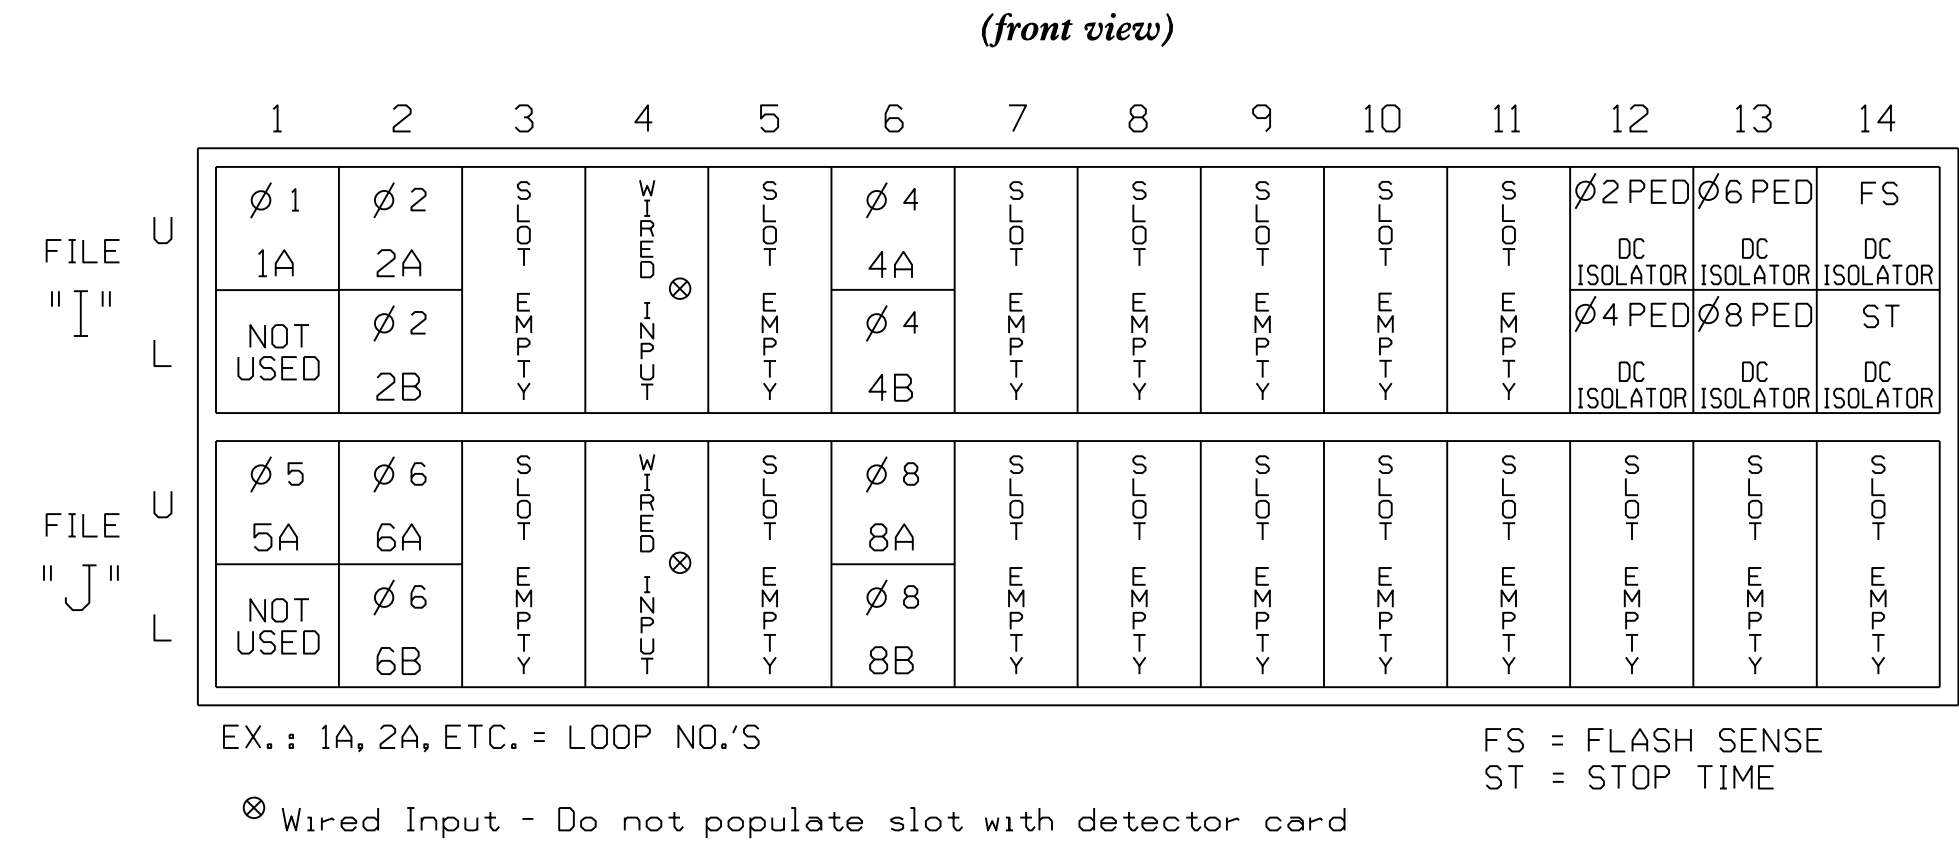 (front view)
1 2 3 4 5 6 7 8 9 10 11 12 13 14
FILE "I"
U
L
Ø 1
1A
NOT USED
Ø 2
2A
Ø 2
2B
SLOT EMPTY
WIRED INPUT ⊗
SLOT EMPTY
Ø 4
4A
Ø 4
4B
SLOT EMPTY
SLOT EMPTY
SLOT EMPTY
SLOT EMPTY
SLOT EMPTY
Ø2 PED
DC
ISOLATOR
Ø4 PED
DC
ISOLATOR
Ø6 PED
DC
ISOLATOR
Ø8 PED
DC
ISOLATOR
FS
DC
ISOLATOR
ST
DC
ISOLATOR
FILE "J"
U
L
Ø 5
5A
NOT USED
Ø 6
6A
Ø 6
6B
SLOT EMPTY
WIRED INPUT ⊗
SLOT EMPTY
Ø 8
8A
Ø 8
8B
SLOT EMPTY
SLOT EMPTY
SLOT EMPTY
SLOT EMPTY
SLOT EMPTY
SLOT EMPTY
SLOT EMPTY
SLOT EMPTY
EX.: 1A, 2A, ETC. = LOOP NO.'S
FS = FLASH SENSE
ST = STOP TIME
⊗ Wired Input - Do not populate slot with detector card